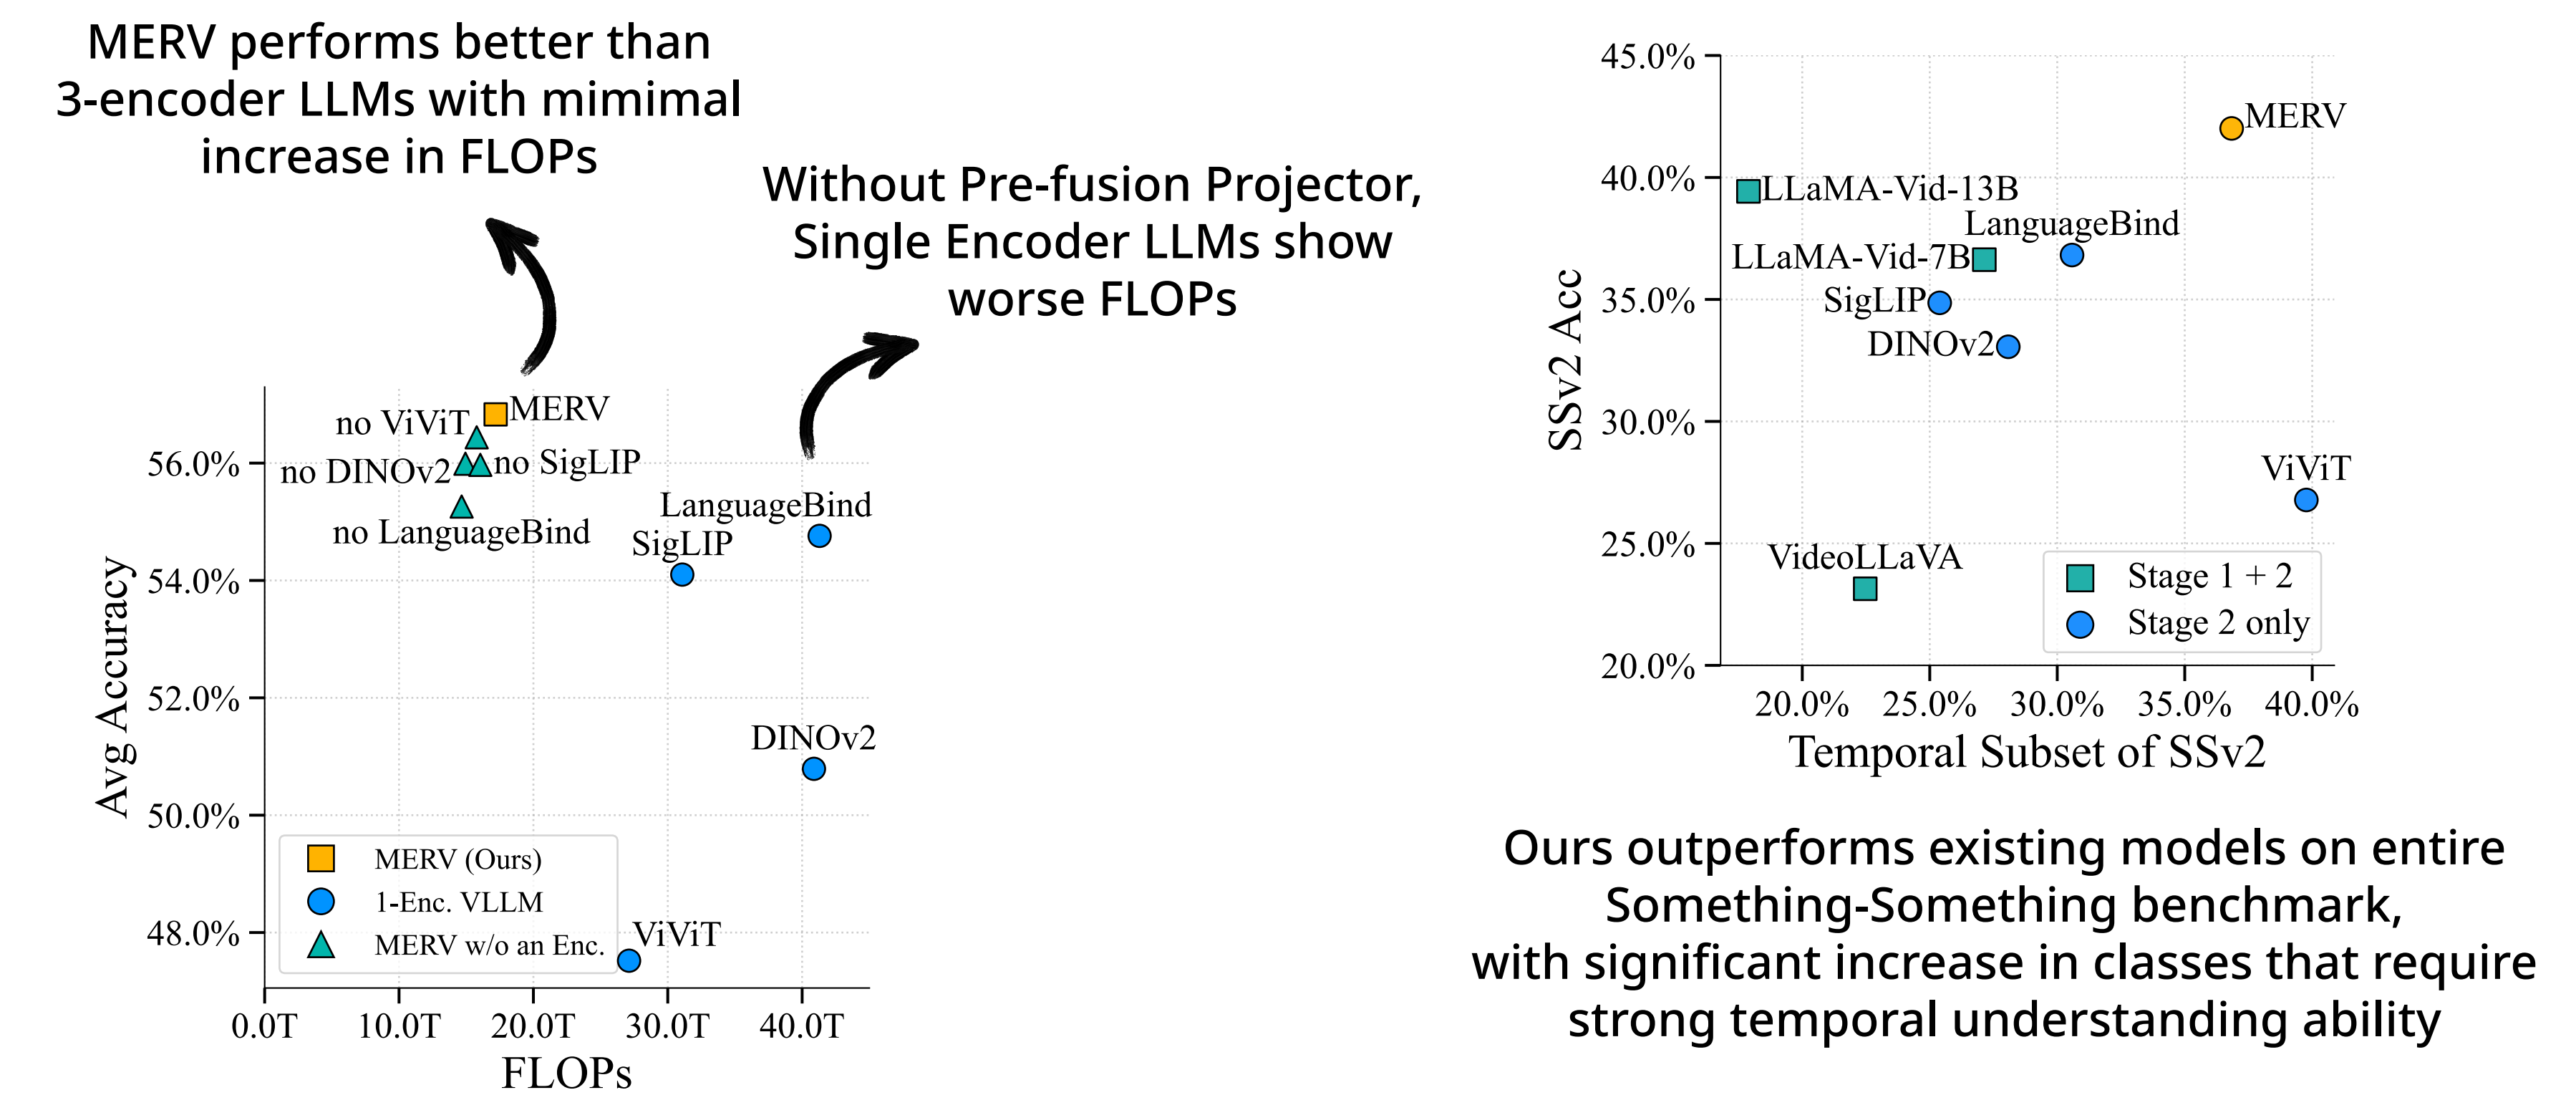 MERV performs better than
3-encoder LLMs with mimimal
increase in FLOPs
Without Pre-fusion Projector,
Single Encoder LLMs show
worse FLOPs
Avg Accuracy
56.0%
54.0%
52.0%
50.0%
48.0%
no ViViT
MERV
no DINOv2
no SigLIP
no LanguageBind
LanguageBind
SigLIP
DINOv2
ViViT
MERV (Ours)
1-Enc. VLLM
MERV w/o an Enc.
0.0T
10.0T
20.0T
30.0T
40.0T
FLOPs
SSv2 Acc
45.0%
40.0%
35.0%
30.0%
25.0%
20.0%
MERV
LLaMA-Vid-13B
LanguageBind
LLaMA-Vid-7B
SigLIP
DINOv2
ViViT
VideoLLaVA
Stage 1 + 2
Stage 2 only
20.0%
25.0%
30.0%
35.0%
40.0%
Temporal Subset of SSv2
Ours outperforms existing models on entire
Something-Something benchmark,
with significant increase in classes that require
strong temporal understanding ability